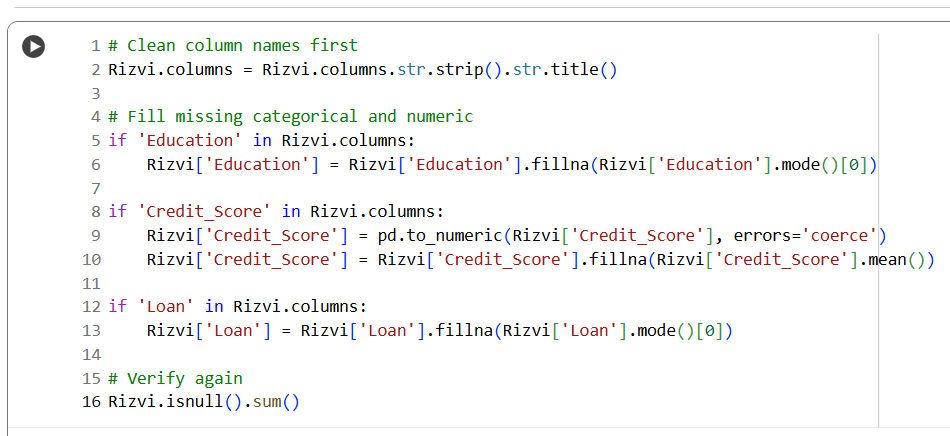 1 # Clean column names first
2 Rizvi.columns = Rizvi.columns.str.strip().str.title()
3
4 # Fill missing categorical and numeric
5 if 'Education' in Rizvi.columns:
6     Rizvi['Education'] = Rizvi['Education'].fillna(Rizvi['Education'].mode()[0])
7
8 if 'Credit_Score' in Rizvi.columns:
9     Rizvi['Credit_Score'] = pd.to_numeric(Rizvi['Credit_Score'], errors='coerce')
10     Rizvi['Credit_Score'] = Rizvi['Credit_Score'].fillna(Rizvi['Credit_Score'].mean())
11
12 if 'Loan' in Rizvi.columns:
13     Rizvi['Loan'] = Rizvi['Loan'].fillna(Rizvi['Loan'].mode()[0])
14
15 # Verify again
16 Rizvi.isnull().sum()